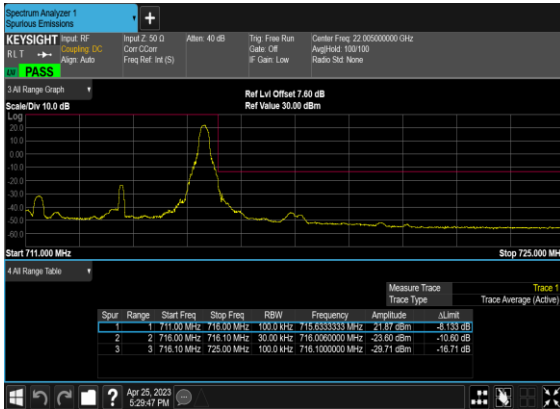 Spectrum Analyzer 1
Spurious Emissions
KEYSIGHT Input: RF Input Z: 50 Ω Atten: 40 dB Trig: Free Run Center Freq: 22.005000000 GHz
RLT Coupling: DC Corr CCorr Gate: Off Avg|Hold: 100/100
Align: Auto Freq Ref: Int (S) IF Gain: Low Radio Std: None
LW PASS
3 All Range Graph
Scale/Div 10.0 dB
Ref Lvl Offset 7.60 dB
Ref Value 30.00 dBm
Log
20.0
10.0
0.00
-10.0
-20.0
-30.0
-40.0
-50.0
-60.0
Start 711.000 MHz Stop 725.000 MH
4 All Range Table
Measure Trace Trace 1
Trace Type Trace Average (Active)
Spur Range Start Freq Stop Freq RBW Frequency Amplitude ΔLimit
1 1 711.00 MHz 716.00 MHz 100.0 kHz 715.6333333 MHz 21.87 dBm -8.133 dB
2 2 716.00 MHz 716.10 MHz 30.00 kHz 716.0060000 MHz -23.60 dBm -10.60 dB
3 3 716.10 MHz 725.00 MHz 100.0 kHz 716.1000000 MHz -29.71 dBm -16.71 dB
Apr 25, 2023
5:29:47 PM